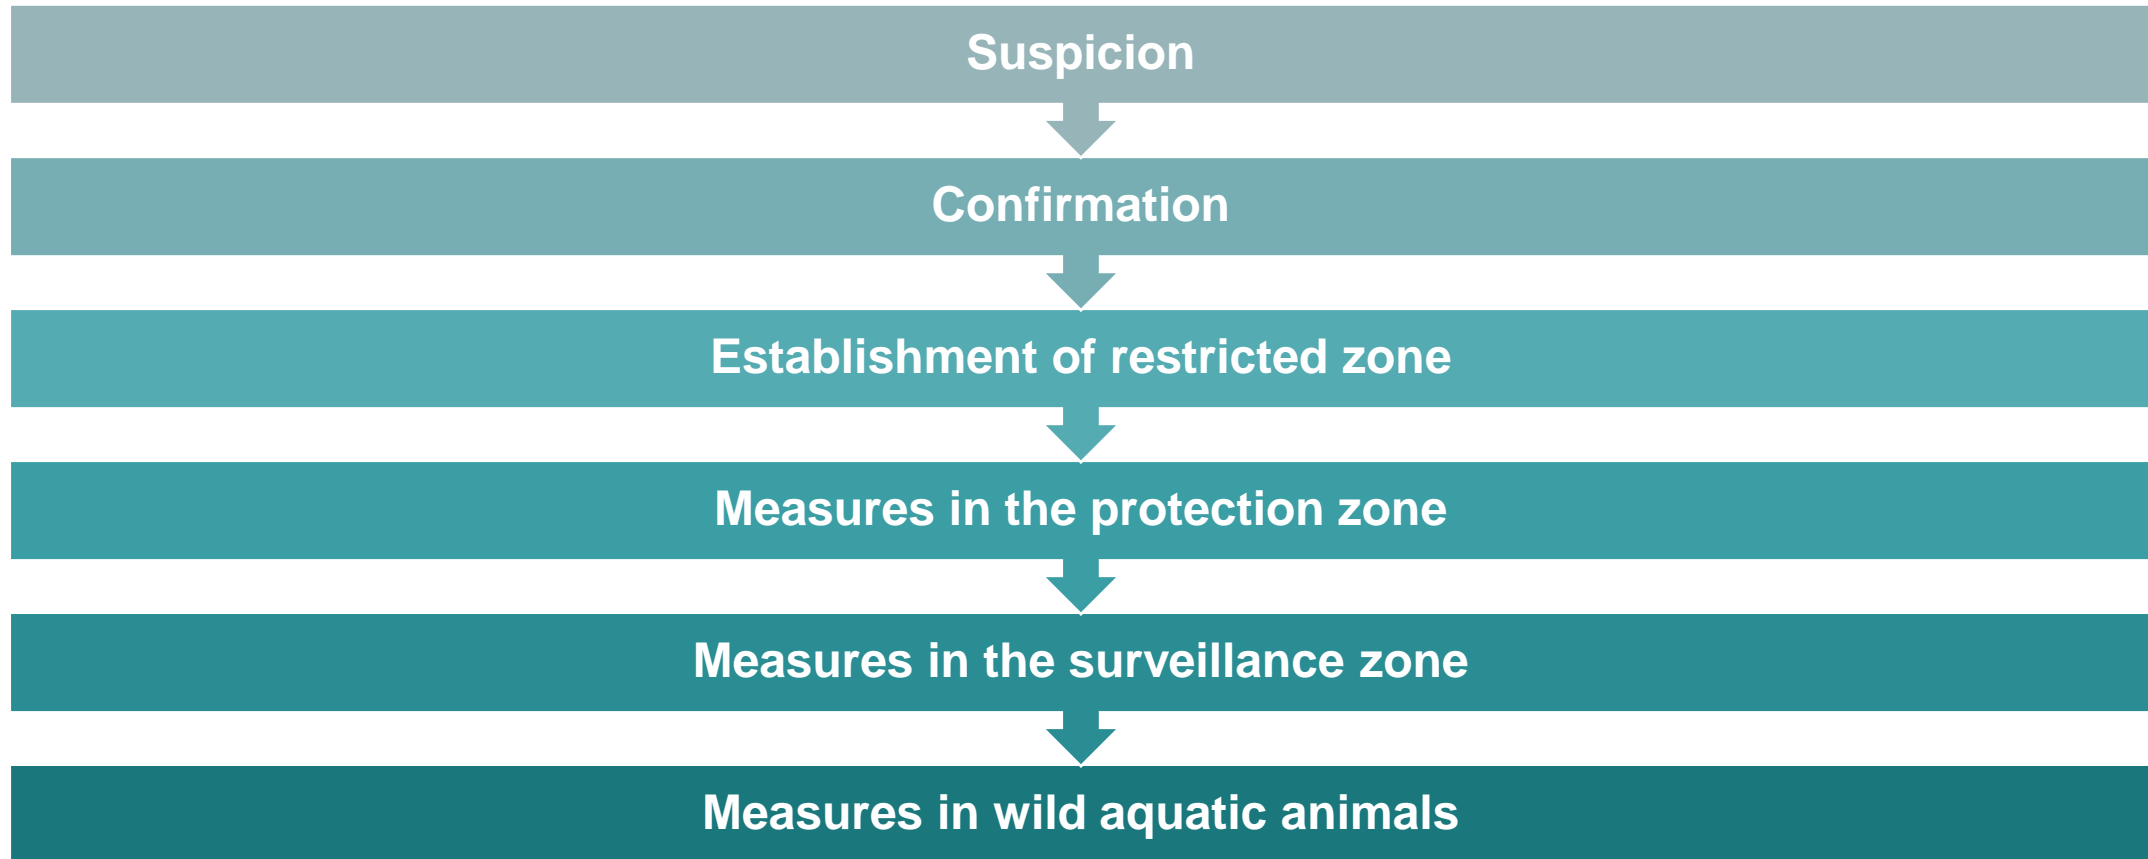 Suspicion
Confirmation
Establishment of restricted zone
Measures in the protection zone
Measures in the surveillance zone
Measures in wild aquatic animals